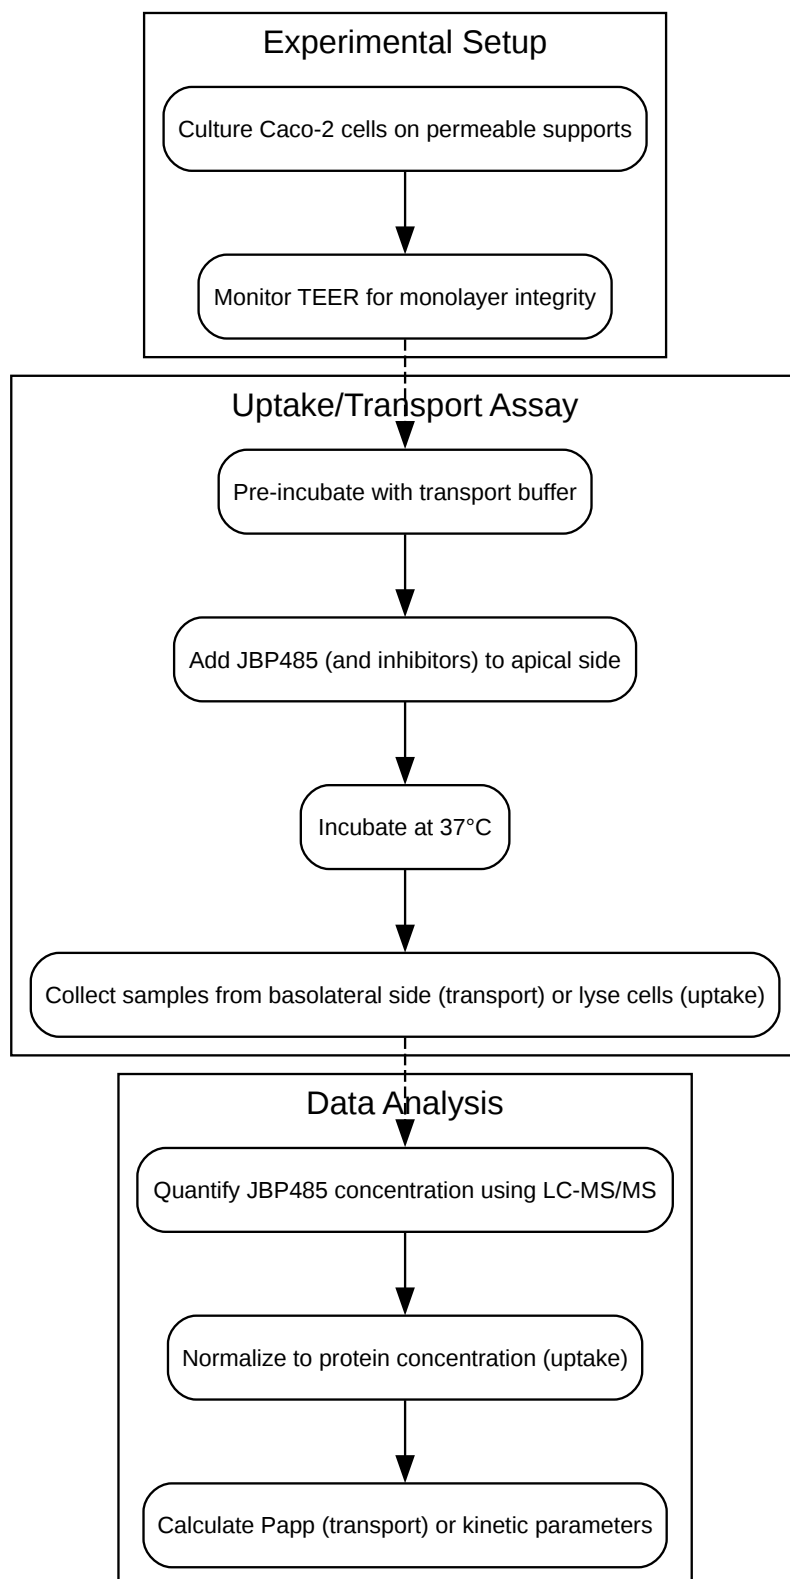 Experimental Setup
Culture Caco-2 cells on permeable supports
Monitor TEER for monolayer integrity
Uptake/Transport Assay
Pre-incubate with transport buffer
Add JBP485 (and inhibitors) to apical side
Incubate at 37°C
Collect samples from basolateral side (transport) or lyse cells (uptake)
Data Analysis
Quantify JBP485 concentration using LC-MS/MS
Normalize to protein concentration (uptake)
Calculate Papp (transport) or kinetic parameters